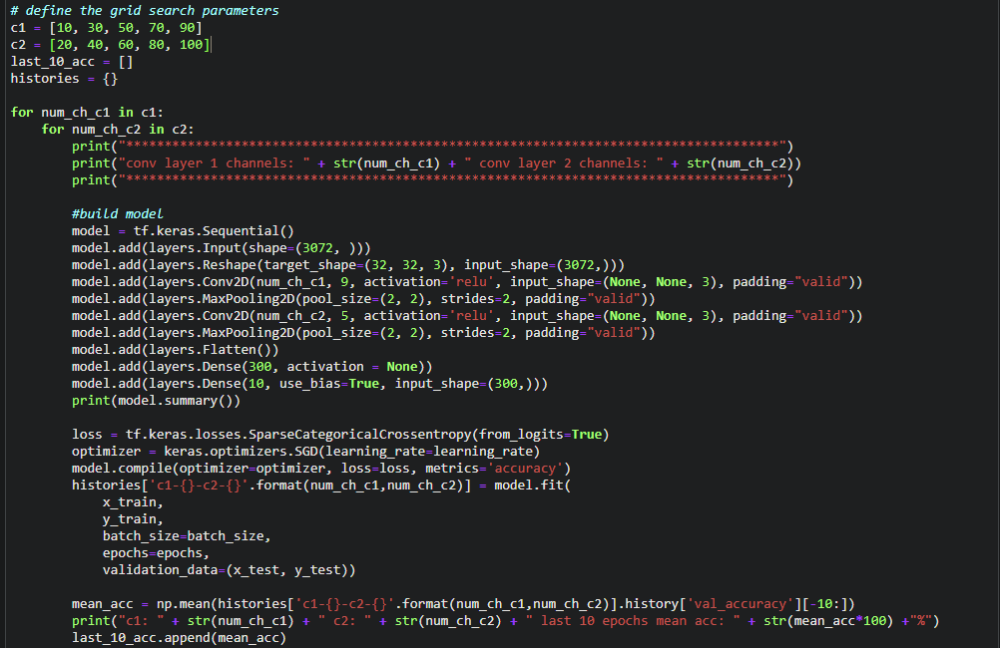 # define the grid search parameters
c1 = [10, 30, 50, 70, 90]
c2 = [20, 40, 60, 80, 100]
last_10_acc = []
histories = {}

for num_ch_c1 in c1:
    for num_ch_c2 in c2:
        print("*************************************************************************************")
        print("conv layer 1 channels: " + str(num_ch_c1) + " conv layer 2 channels: " + str(num_ch_c2))
        print("*************************************************************************************")

        #build model
        model = tf.keras.Sequential()
        model.add(layers.Input(shape=(3072, )))
        model.add(layers.Reshape(target_shape=(32, 32, 3), input_shape=(3072,)))
        model.add(layers.Conv2D(num_ch_c1, 9, activation='relu', input_shape=(None, None, 3), padding="valid"))
        model.add(layers.MaxPooling2D(pool_size=(2, 2), strides=2, padding="valid"))
        model.add(layers.Conv2D(num_ch_c2, 5, activation='relu', input_shape=(None, None, 3), padding="valid"))
        model.add(layers.MaxPooling2D(pool_size=(2, 2), strides=2, padding="valid"))
        model.add(layers.Flatten())
        model.add(layers.Dense(300, activation = None))
        model.add(layers.Dense(10, use_bias=True, input_shape=(300,)))
        print(model.summary())

        loss = tf.keras.losses.SparseCategoricalCrossentropy(from_logits=True)
        optimizer = keras.optimizers.SGD(learning_rate=learning_rate)
        model.compile(optimizer=optimizer, loss=loss, metrics='accuracy')
        histories['c1-{}-c2-{}'.format(num_ch_c1,num_ch_c2)] = model.fit(
            x_train,
            y_train,
            batch_size=batch_size,
            epochs=epochs,
            validation_data=(x_test, y_test))

        mean_acc = np.mean(histories['c1-{}-c2-{}'.format(num_ch_c1,num_ch_c2)].history['val_accuracy'][-10:])
        print("c1: " + str(num_ch_c1) + " c2: " + str(num_ch_c2) + " last 10 epochs mean acc: " + str(mean_acc*100) +"%")
        last_10_acc.append(mean_acc)